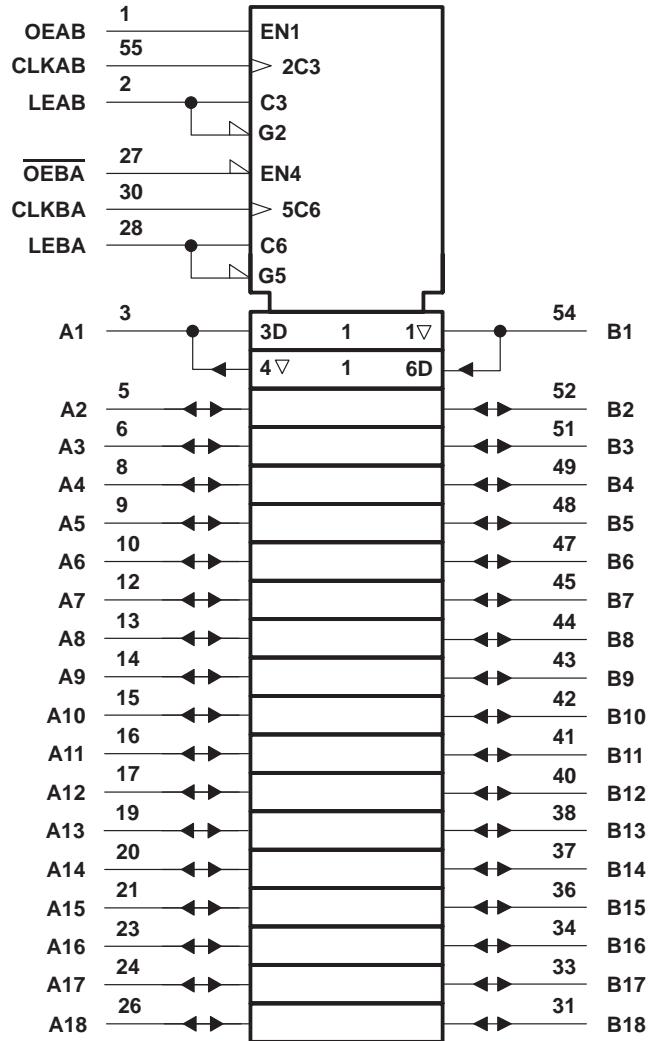 1
OEAB EN1
55
CLKAB 2C3
2
LEAB C3
G2
27
OEBA EN4
30
CLKBA 5C6
28
LEBA C6
G5
3 54
A1 3D 1 1▽ B1
4▽ 1 6D
5 52
A2 B2
6 51
A3 B3
8 49
A4 B4
9 48
A5 B5
10 47
A6 B6
12 45
A7 B7
13 44
A8 B8
14 43
A9 B9
15 42
A10 B10
16 41
A11 B11
17 40
A12 B12
19 38
A13 B13
20 37
A14 B14
21 36
A15 B15
23 34
A16 B16
24 33
A17 B17
26 31
A18 B18